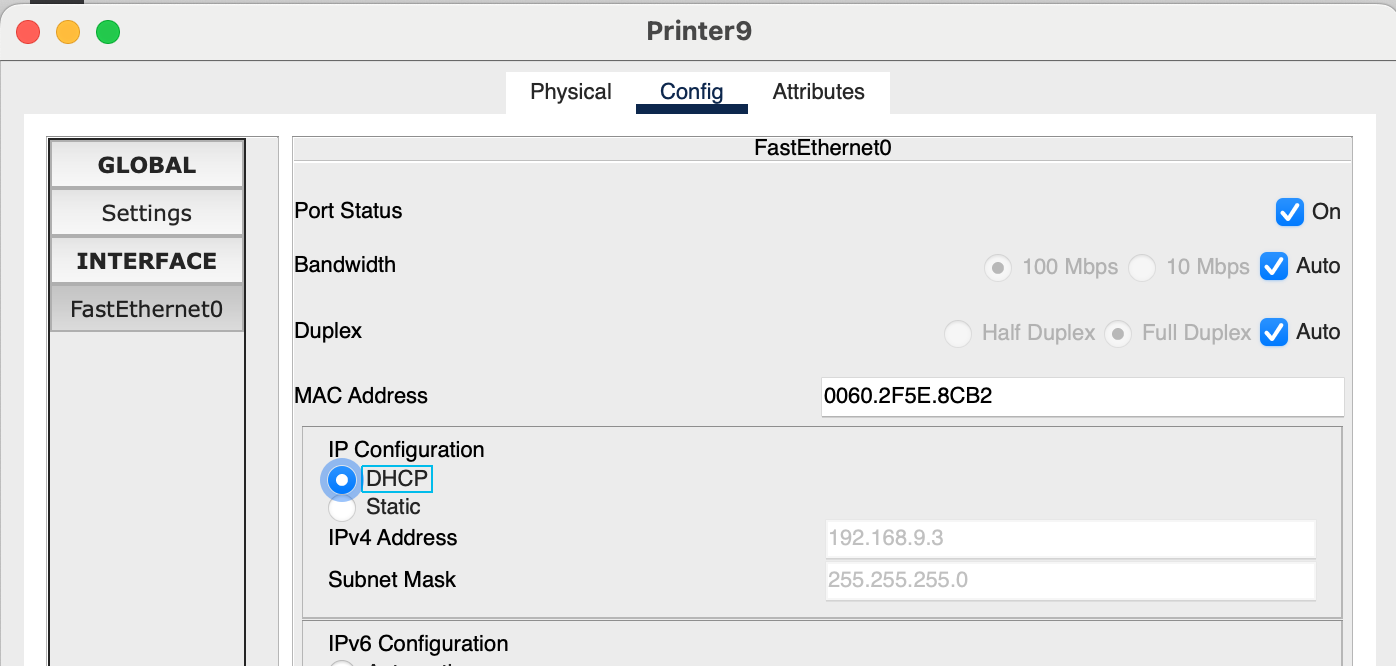 Printer9
Physical Config Attributes
GLOBAL
Settings
INTERFACE
FastEthernet0
FastEthernet0
Port Status On
Bandwidth 100 Mbps 10 Mbps Auto
Duplex Half Duplex Full Duplex Auto
MAC Address 0060.2F5E.8CB2
IP Configuration
DHCP
Static
IPv4 Address 192.168.9.3
Subnet Mask 255.255.255.0
IPv6 Configuration